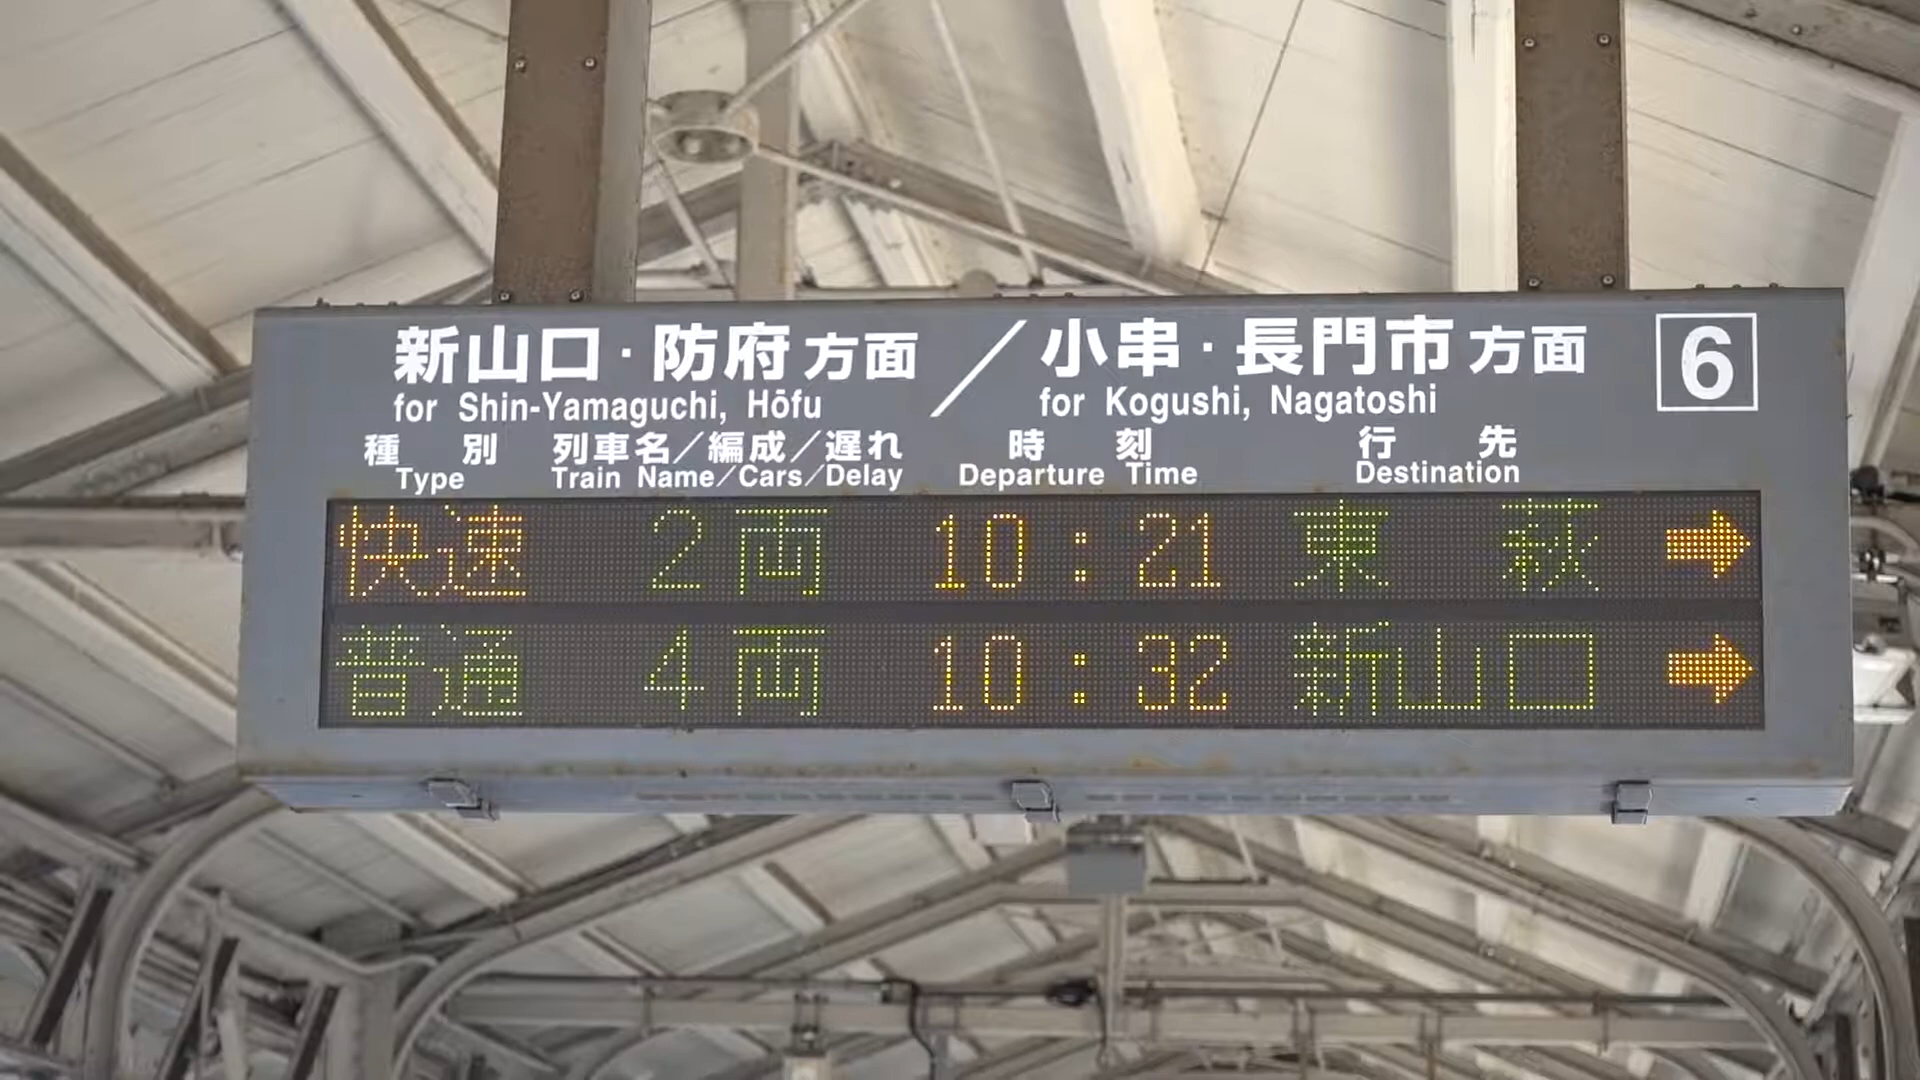 新山口・防府方面／小串・長門市方面 6
for Shin-Yamaguchi, Hōfu for Kogushi, Nagatoshi
種別 列車名／編成／遅れ 時刻 行先
Type Train Name/Cars/Delay Departure Time Destination
快速 2両 10:21 東萩 ➡
普通 4両 10:32 新山口 ➡